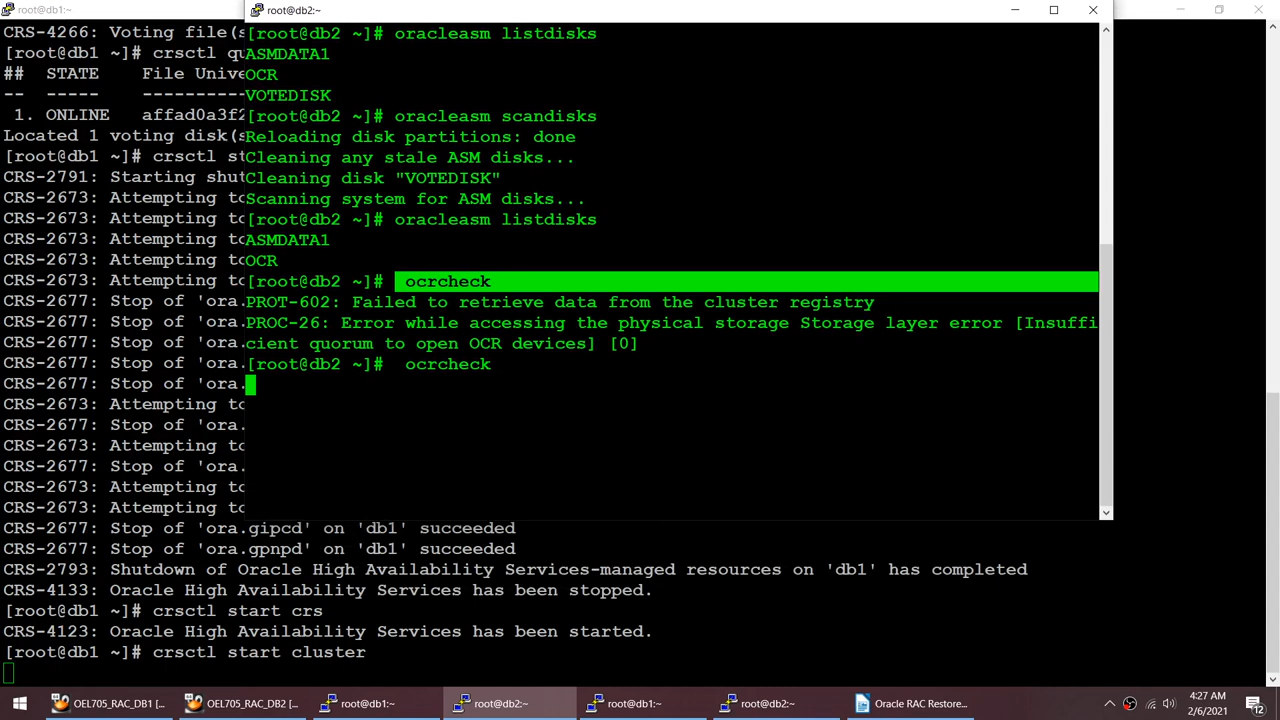 root@db1:~
root@db2:~
CRS-4266: Voting file(s
[root@db1 ~]# crsctl qu
## STATE File Unive
-- ----- ----------
1. ONLINE affad0a3f2
Located 1 voting disk(s
[root@db1 ~]# crsctl st
CRS-2791: Starting shut
CRS-2673: Attempting to
CRS-2673: Attempting to
CRS-2673: Attempting to
CRS-2673: Attempting to
CRS-2673: Attempting to
CRS-2677: Stop of 'ora.
CRS-2677: Stop of 'ora.
CRS-2677: Stop of 'ora.
CRS-2677: Stop of 'ora.
CRS-2677: Stop of 'ora.
CRS-2673: Attempting to
CRS-2677: Stop of 'ora.
CRS-2673: Attempting to
CRS-2677: Stop of 'ora.
CRS-2673: Attempting to
CRS-2673: Attempting to
CRS-2677: Stop of 'ora.gipcd' on 'db1' succeeded
CRS-2677: Stop of 'ora.gpnpd' on 'db1' succeeded
CRS-2793: Shutdown of Oracle High Availability Services-managed resources on 'db1' has completed
CRS-4133: Oracle High Availability Services has been stopped.
[root@db1 ~]# crsctl start crs
CRS-4123: Oracle High Availability Services has been started.
[root@db1 ~]# crsctl start cluster
[root@db2 ~]# oracleasm listdisks
ASMDATA1
OCR
VOTEDISK
[root@db2 ~]# oracleasm scandisks
Reloading disk partitions: done
Cleaning any stale ASM disks...
Cleaning disk "VOTEDISK"
Scanning system for ASM disks...
[root@db2 ~]# oracleasm listdisks
ASMDATA1
OCR
[root@db2 ~]# ocrcheck
PROT-602: Failed to retrieve data from the cluster registry
PROC-26: Error while accessing the physical storage Storage layer error [Insuffi
cient quorum to open OCR devices] [0]
[root@db2 ~]# ocrcheck
OEL705_RAC_DB1 [...
OEL705_RAC_DB2 [...
root@db1:~
root@db2:~
root@db1:~
root@db2:~
Oracle RAC Restore...
4:27 AM
2/6/2021
12